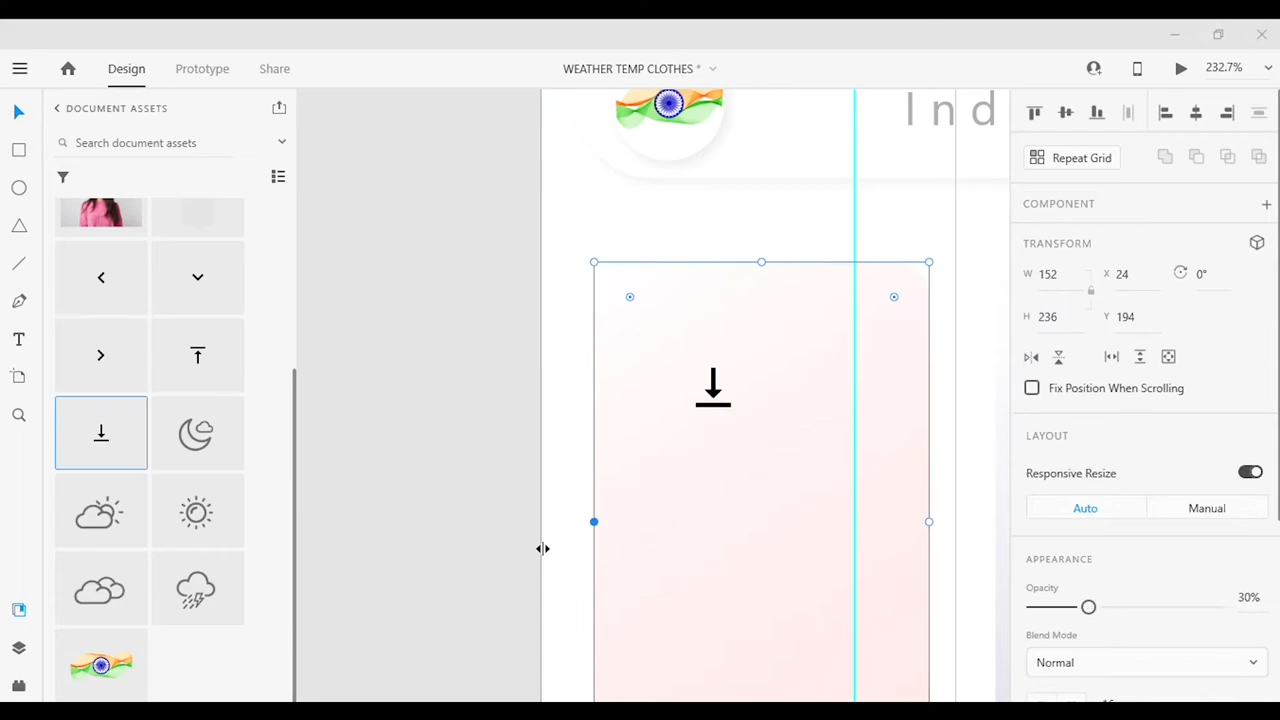 Design
Prototype
Share
WEATHER TEMP CLOTHES *
232.7%
DOCUMENT ASSETS
Search document assets
Ind
Repeat Grid
COMPONENT
TRANSFORM
W 152 X 24 0°
H 236 Y 194
Fix Position When Scrolling
LAYOUT
Responsive Resize
Auto Manual
APPEARANCE
Opacity
30%
Blend Mode
Normal